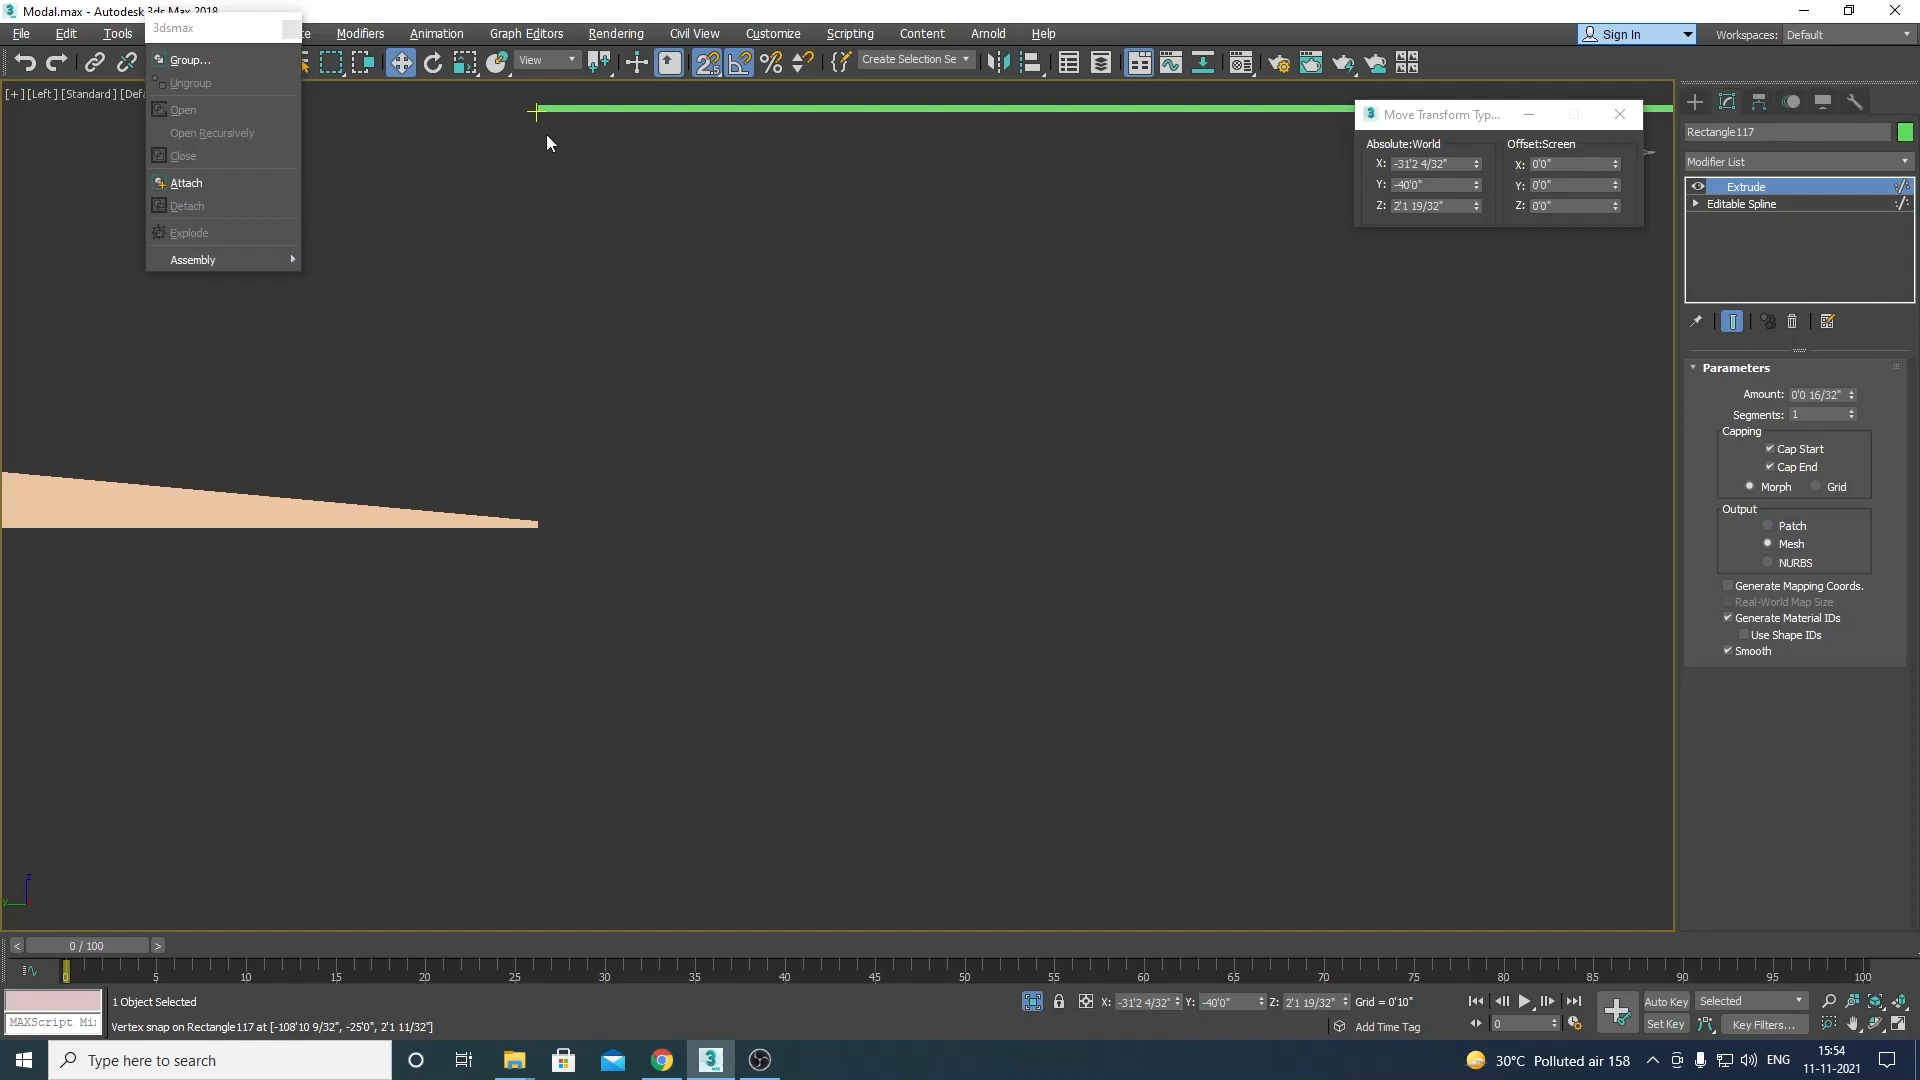 Modal.max - Autodesk 3ds Max 2018
3dsmax
File Edit Tools Modifiers Animation Graph Editors Rendering Civil View Customize Scripting Content Arnold Help
Sign In
Workspaces: Default
View
Create Selection Se
[+] [Left] [Standard]
Group...
Ungroup
Open
Open Recursively
Close
Attach
Detach
Explode
Assembly
Move Transform Typ...
Absolute:World
X: -31'2 4/32"
Y: -40'0"
Z: 2'1 19/32"
Offset:Screen
X: 0'0"
Y: 0'0"
Z: 0'0"
Rectangle117
Modifier List
Extrude
Editable Spline
Parameters
Amount: 0'0 16/32"
Segments: 1
Capping
Cap Start
Cap End
Morph Grid
Output
Patch
Mesh
NURBS
Generate Mapping Coords.
Real-World Map Size
Generate Material IDs
Use Shape IDs
Smooth
z
y
< 0 / 100 >
0 5 10 15 20 25 30 35 40 45 50 55 60 65 70 75 80 85 90 95 100
1 Object Selected
X: -31'2 4/32" Y: -40'0" Z: 2'1 19/32" Grid = 0'10"
Auto Key Selected
MAXScript Mi
Vertex snap on Rectangle117 at [-108'10 9/32", -25'0", 2'1 11/32"]
Add Time Tag
0
Set Key Key Filters...
Type here to search
30°C Polluted air 158
ENG
15:54
11-11-2021